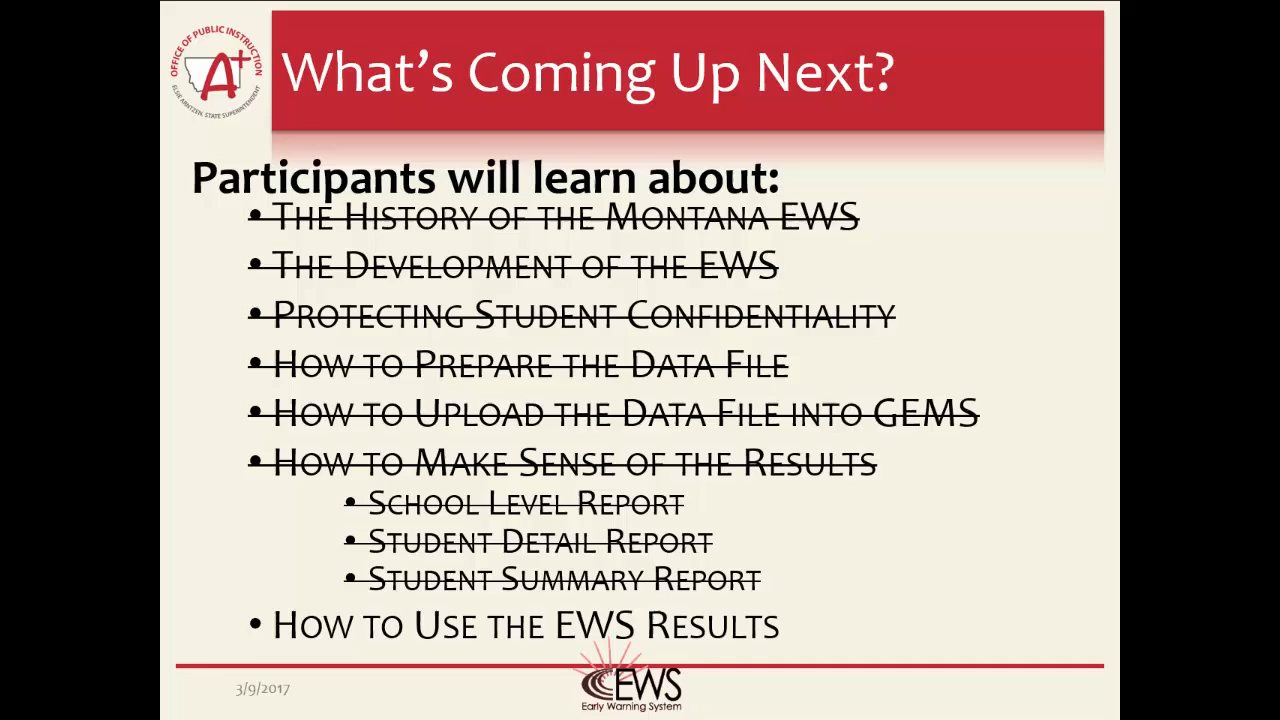 OFFICE OF PUBLIC INSTRUCTION
A+
ELSIE ARNTZEN, STATE SUPERINTENDENT
What's Coming Up Next?
Participants will learn about:
• THE HISTORY OF THE MONTANA EWS
• THE DEVELOPMENT OF THE EWS
• PROTECTING STUDENT CONFIDENTIALITY
• HOW TO PREPARE THE DATA FILE
• HOW TO UPLOAD THE DATA FILE INTO GEMS
• HOW TO MAKE SENSE OF THE RESULTS
• SCHOOL LEVEL REPORT
• STUDENT DETAIL REPORT
• STUDENT SUMMARY REPORT
• HOW TO USE THE EWS RESULTS
3/9/2017
EWS
Early Warning System